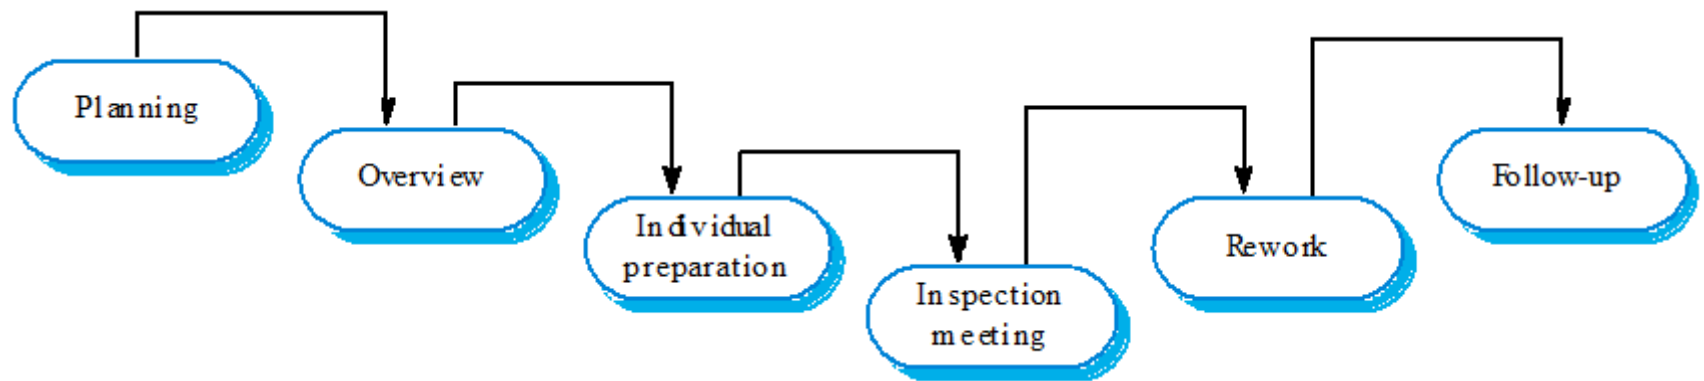 Planning
Overview
Individual
preparation
Inspection
meeting
Rework
Follow-up